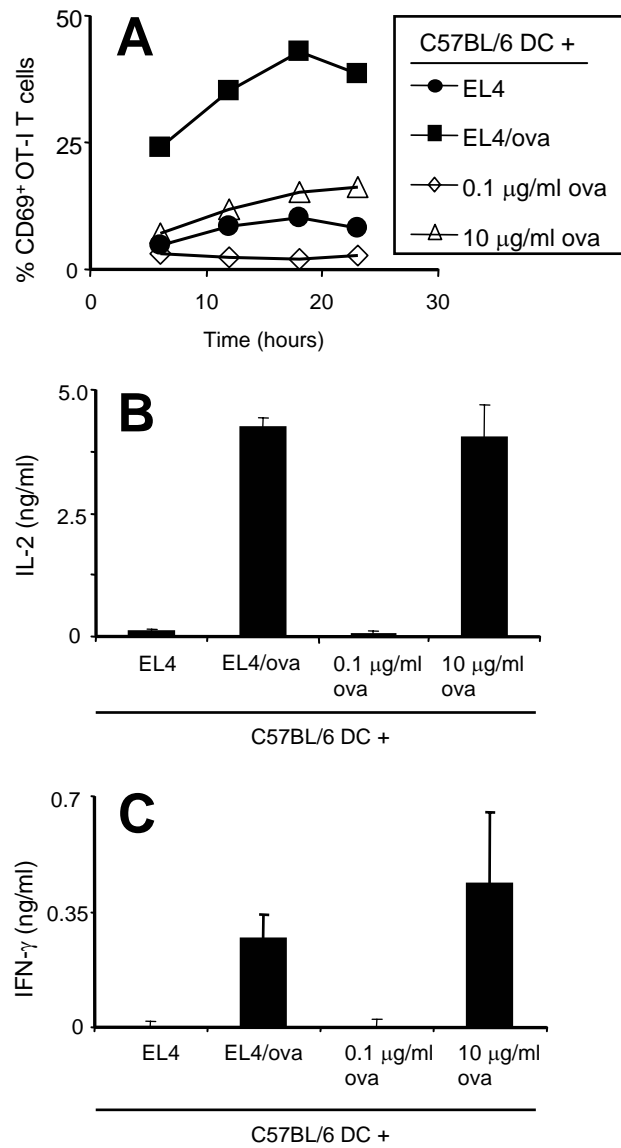 A
50
25
0
% CD69⁺ OT-I T cells
0
10
20
30
Time (hours)
C57BL/6 DC +
EL4
EL4/ova
0.1 μg/ml ova
10 μg/ml ova
B
5.0
2.5
0
IL-2 (ng/ml)
EL4
EL4/ova
0.1 μg/ml
ova
10 μg/ml
ova
C57BL/6 DC +
C
0.7
0.35
0
IFN-γ (ng/ml)
EL4
EL4/ova
0.1 μg/ml
ova
10 μg/ml
ova
C57BL/6 DC +